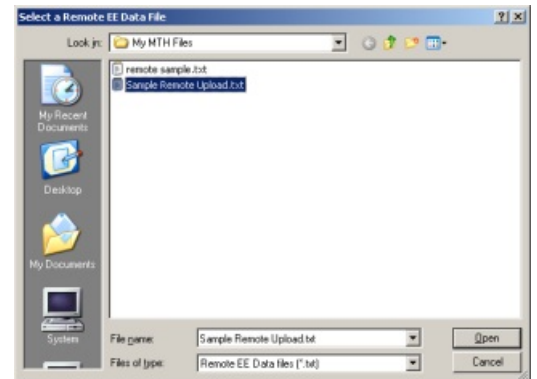 Select a Remote EE Data File
Look in: My MTH Files
remote sample.txt
Sample Remote Upload.txt
My Recent
Documents
Desktop
My Documents
System
File name: Sample Remote Upload.txt Open
Files of type: Remote EE Data files (*.txt) Cancel